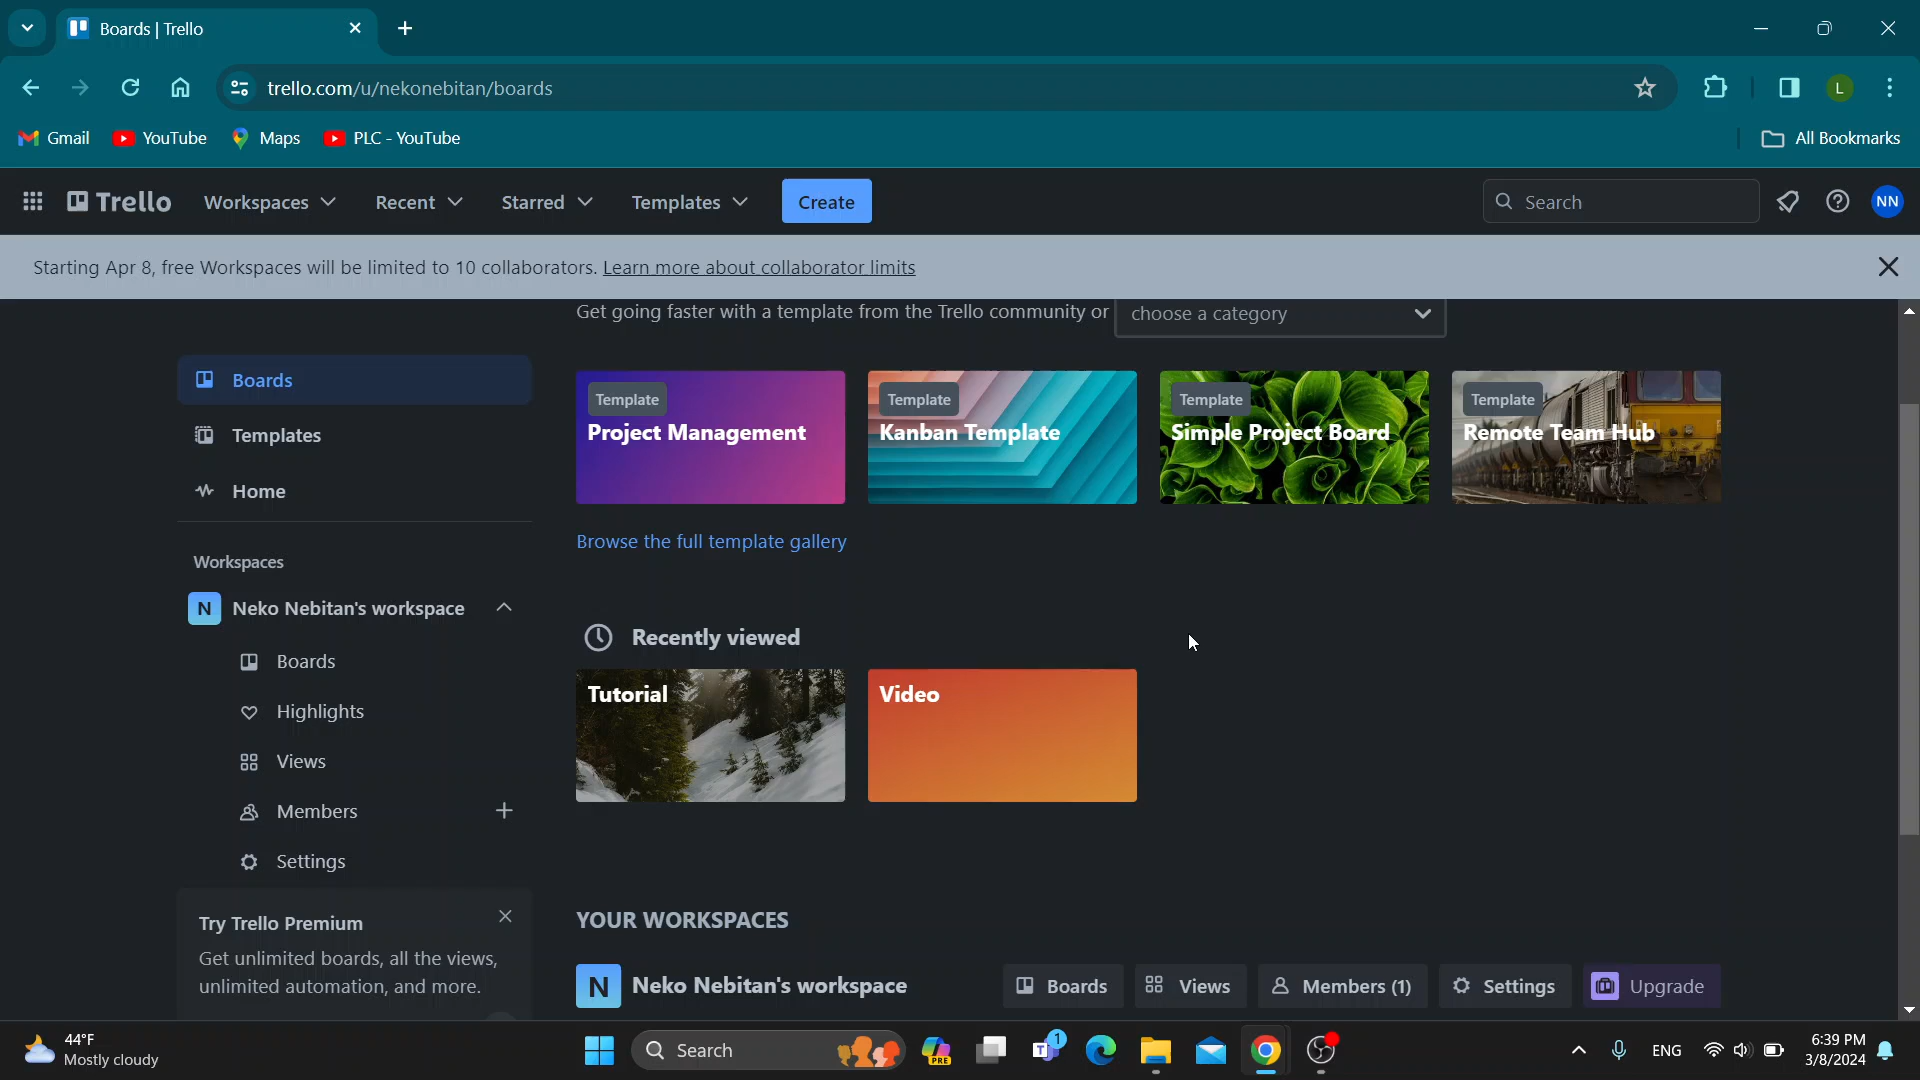 Boards | Trello
trello.com/u/nekonebitan/boards
L
Gmail
YouTube
Maps
PLC - YouTube
All Bookmarks
Trello
Workspaces
Recent
Starred
Templates
Create
Search
NN
Starting Apr 8, free Workspaces will be limited to 10 collaborators. Learn more about collaborator limits
Get going faster with a template from the Trello community or
choose a category
Boards
Templates
Home
Workspaces
N
Neko Nebitan's workspace
Boards
Highlights
Views
Members
Settings
Try Trello Premium
Get unlimited boards, all the views,
unlimited automation, and more.
Template
Project Management
Template
Kanban Template
Template
Simple Project Board
Template
Remote Team Hub
Browse the full template gallery
Recently viewed
Tutorial
Video
YOUR WORKSPACES
N
Neko Nebitan's workspace
Boards
Views
Members (1)
Settings
Upgrade
44°F
Mostly cloudy
Search
PRE
1
ENG
6:39 PM
3/8/2024